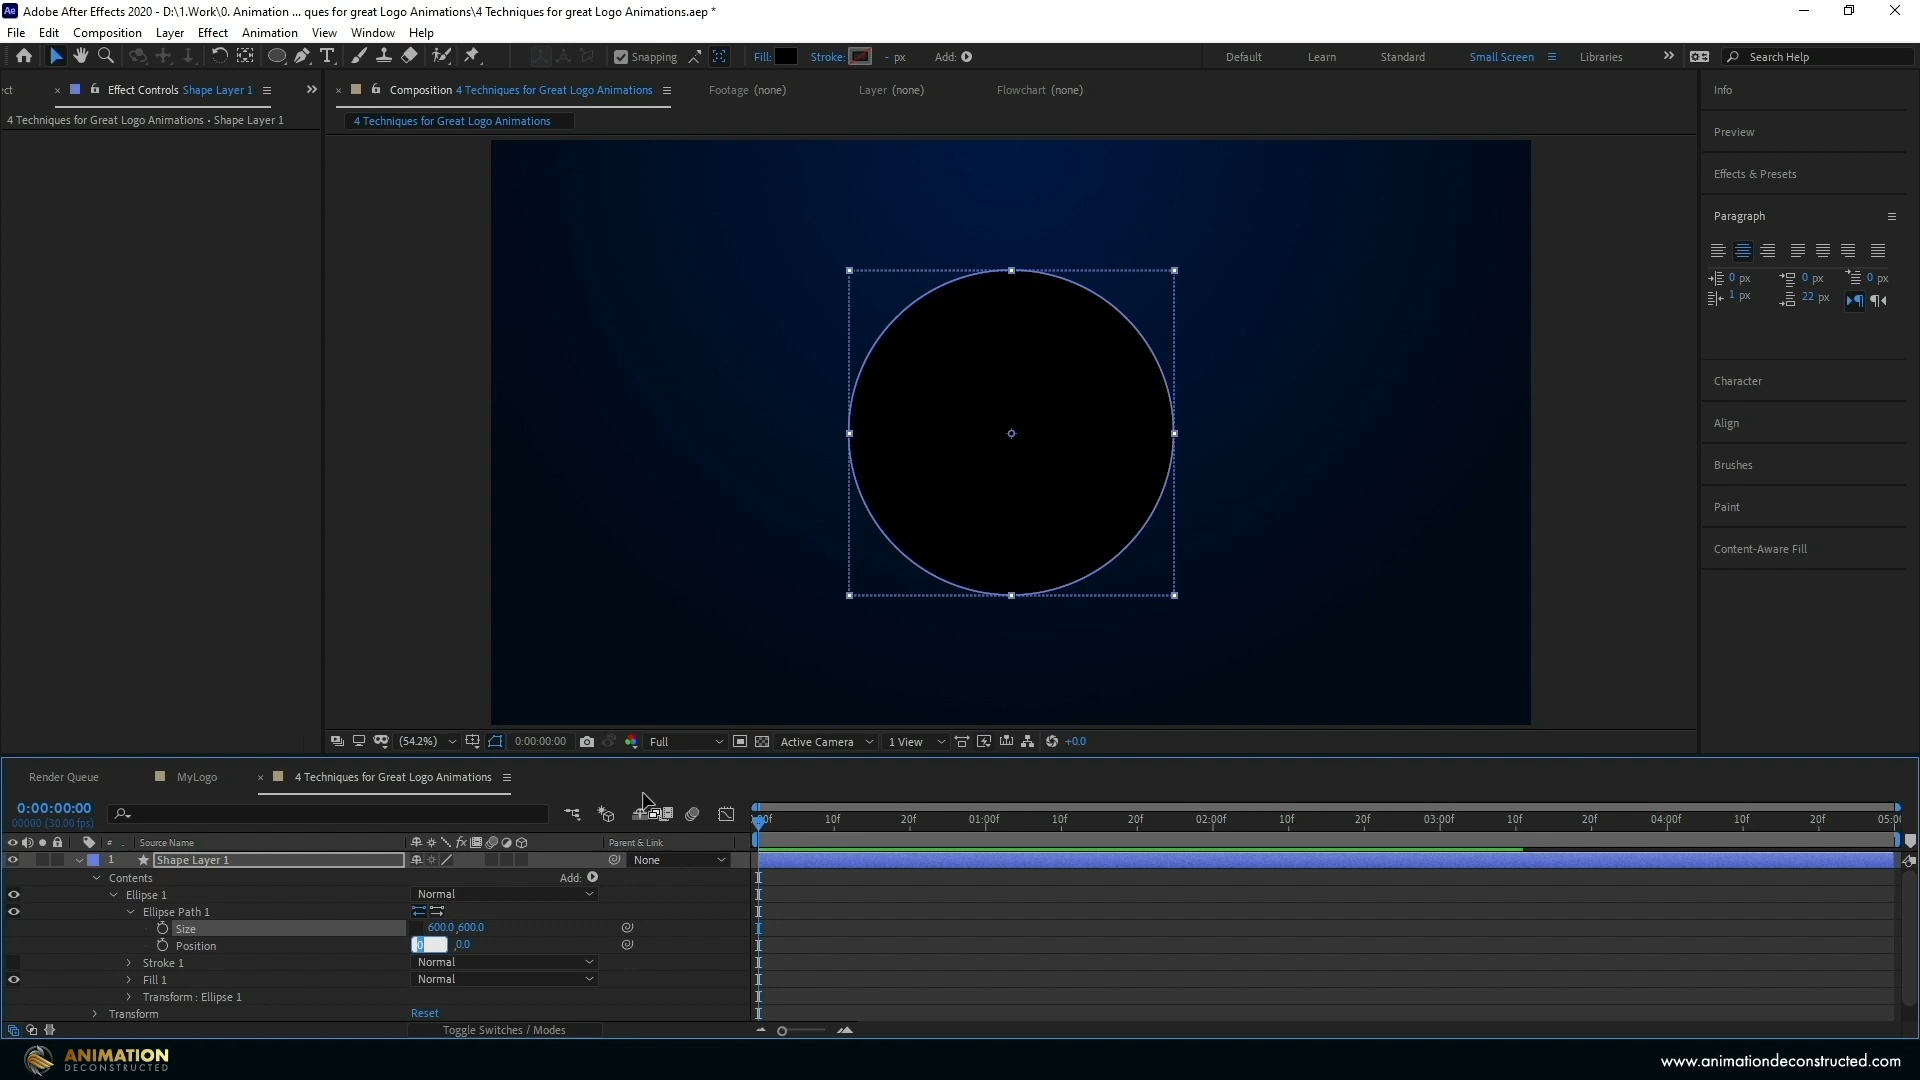 Adobe After Effects 2020 - D:\1.Work\0. Animation ... ques for great Logo Animations\4 Techniques for great Logo Animations.aep *
File Edit Composition Layer Effect Animation View Window Help
Snapping Fill: Stroke: - px Add: Default Learn Standard Small Screen Libraries Search Help
ect Effect Controls Shape Layer 1 Composition 4 Techniques for Great Logo Animations Footage (none) Layer (none) Flowchart (none) Info
4 Techniques for Great Logo Animations • Shape Layer 1
4 Techniques for Great Logo Animations
Preview
Effects & Presets
Paragraph
0 px 0 px 0 px
1 px 22 px
Character
Align
Brushes
Paint
Content-Aware Fill
(54.2%) 0:00:00:00 Full Active Camera 1 View +0.0
Render Queue MyLogo 4 Techniques for Great Logo Animations
0:00:00:00
00000 (30.00 fps)
10f 20f 01:00f 10f 20f 02:00f 10f 20f 03:00f 10f 20f 04:00f 10f 20f 05:00
# . Source Name Parent & Link
1 Shape Layer 1 None
Contents Add:
Ellipse 1 Normal
Ellipse Path 1
Size 600.0,600.0
Position 0 ,0.0
Stroke 1 Normal
Fill 1 Normal
Transform : Ellipse 1
Transform Reset
Toggle Switches / Modes
ANIMATION
DECONSTRUCTED
www.animationdeconstructed.com